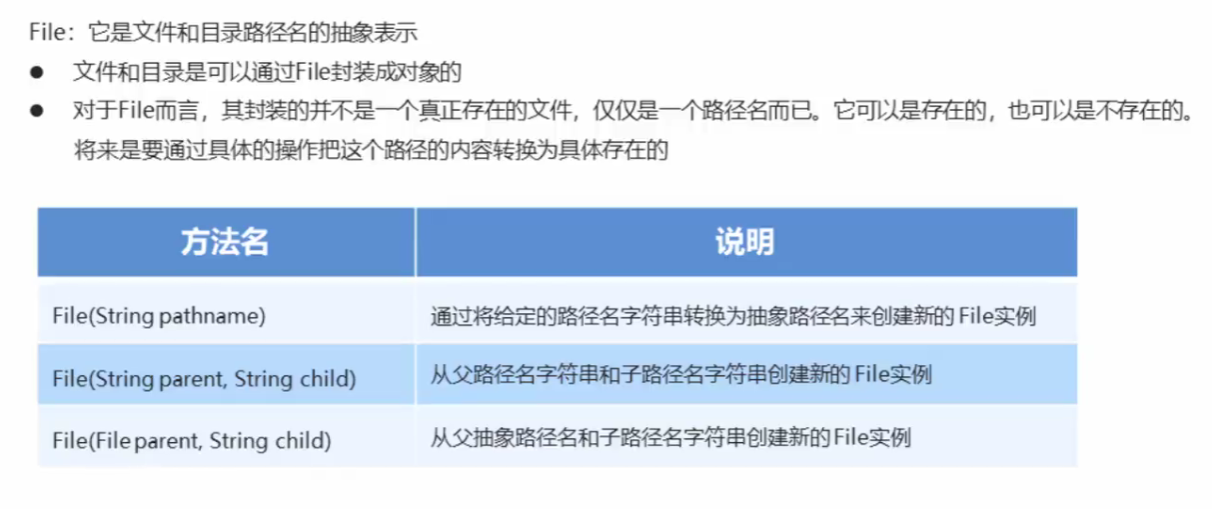 File：它是文件和目录路径名的抽象表示
● 文件和目录是可以通过File封装成对象的
● 对于File而言，其封装的并不是一个真正存在的文件，仅仅是一个路径名而已。它可以是存在的，也可以是不存在的。
将来是要通过具体的操作把这个路径的内容转换为具体存在的
方法名 说明
File(String pathname) 通过将给定的路径名字符串转换为抽象路径名来创建新的 File实例
File(String parent, String child) 从父路径名字符串和子路径名字符串创建新的 File实例
File(File parent, String child) 从父抽象路径名和子路径名字符串创建新的 File实例